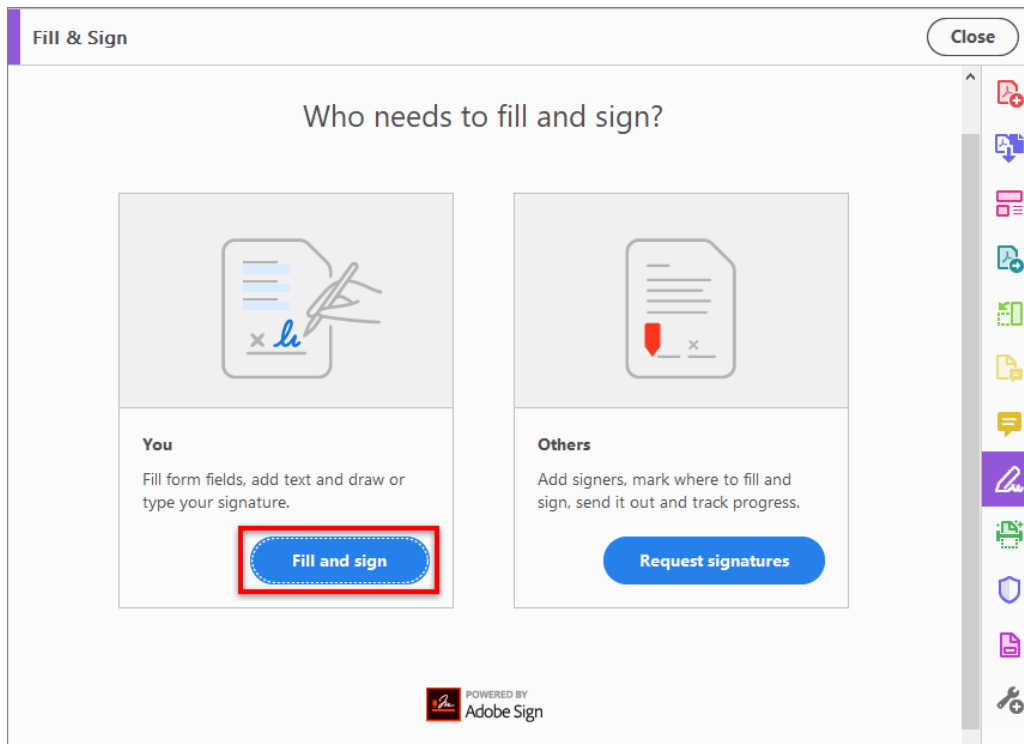 Fill & Sign
Close
Who needs to fill and sign?
You
Fill form fields, add text and draw or
type your signature.
Fill and sign
Others
Add signers, mark where to fill and
sign, send it out and track progress.
Request signatures
POWERED BY
Adobe Sign